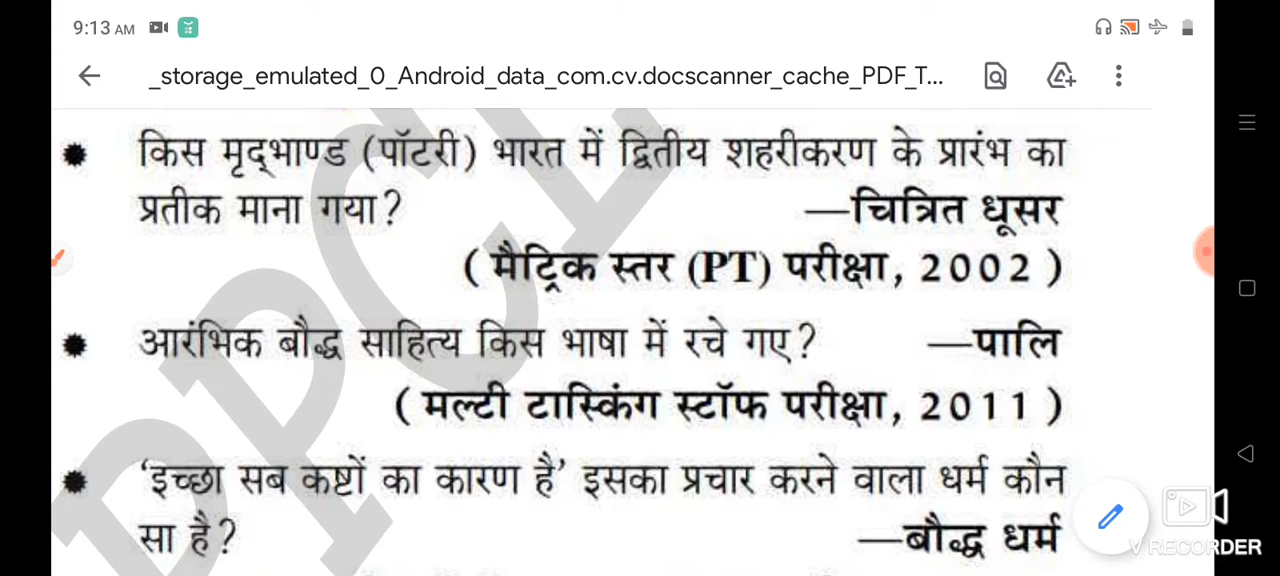 9:13 AM
_storage_emulated_0_Android_data_com.cv.docscanner_cache_PDF_T...
किस मृद्भाण्ड (पॉटरी) भारत में द्वितीय शहरीकरण के प्रारंभ का
प्रतीक माना गया? —चित्रित धूसर
( मैट्रिक स्तर (PT) परीक्षा, 2002 )
आरंभिक बौद्ध साहित्य किस भाषा में रचे गए? —पालि
( मल्टी टास्किंग स्टॉफ परीक्षा, 2011 )
'इच्छा सब कष्टों का कारण है' इसका प्रचार करने वाला धर्म कौन
सा है? —बौद्ध धर्म
V RECORDER